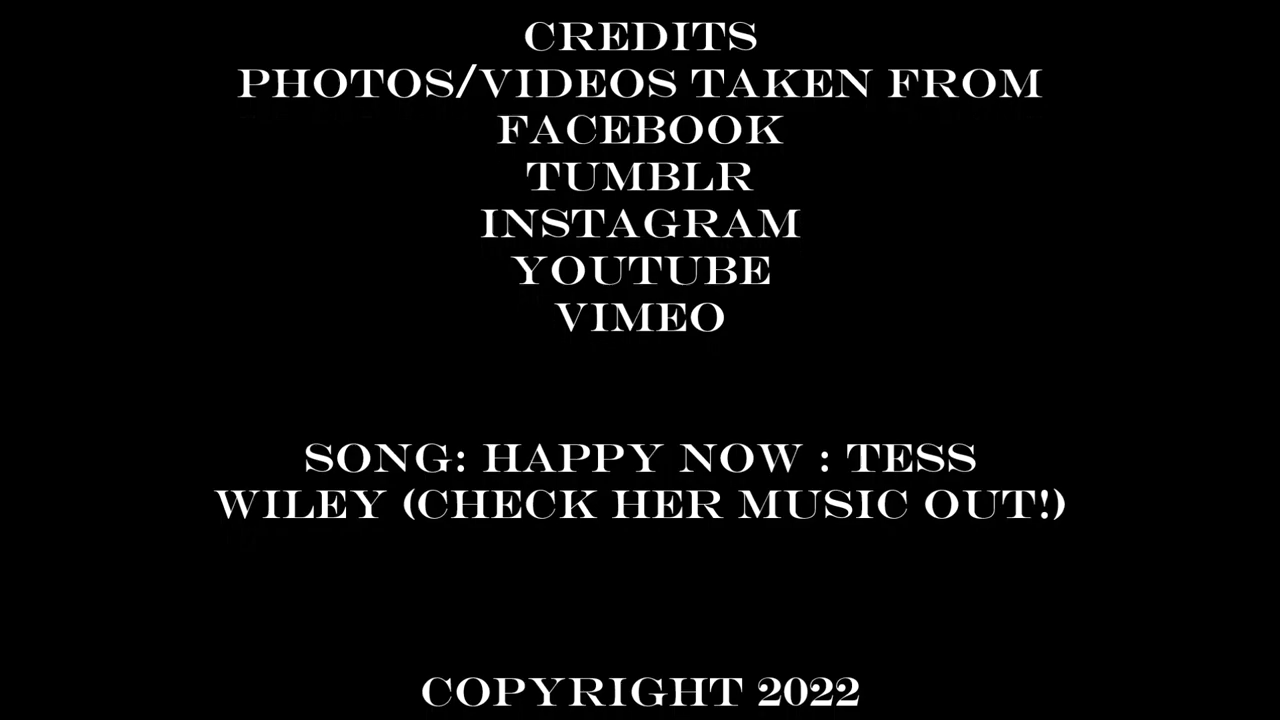 CREDITS
PHOTOS/VIDEOS TAKEN FROM
FACEBOOK
TUMBLR
INSTAGRAM
YOUTUBE
VIMEO
SONG: HAPPY NOW : TESS
WILEY (CHECK HER MUSIC OUT!)
COPYRIGHT 2022